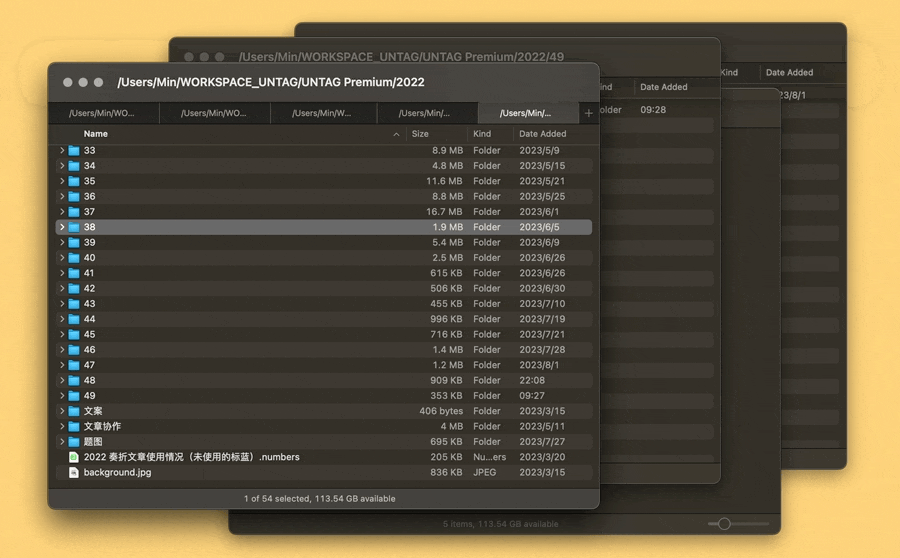 Kind Date Added
23/8/1
/Users/Min/WORKSPACE_UNTAG/UNTAG Premium/2022/49
ind Date Added
older 09:28
/Users/Min/WORKSPACE_UNTAG/UNTAG Premium/2022
/Users/Min/WO... /Users/Min/WO... /Users/Min/W... /Users/Min/... /Users/Min/... +
Name Size Kind Date Added
33 8.9 MB Folder 2023/5/9
34 4.8 MB Folder 2023/5/15
35 11.6 MB Folder 2023/5/21
36 8.8 MB Folder 2023/5/25
37 16.7 MB Folder 2023/6/1
38 1.9 MB Folder 2023/6/5
39 5.4 MB Folder 2023/6/9
40 2.5 MB Folder 2023/6/26
41 615 KB Folder 2023/6/26
42 506 KB Folder 2023/6/30
43 455 KB Folder 2023/7/10
44 996 KB Folder 2023/7/19
45 716 KB Folder 2023/7/21
46 1.4 MB Folder 2023/7/28
47 1.2 MB Folder 2023/8/1
48 909 KB Folder 22:08
49 353 KB Folder 09:27
文案 406 bytes Folder 2023/3/15
文章协作 4 MB Folder 2023/5/11
题图 695 KB Folder 2023/7/27
2022 奏折文章使用情况（未使用的标蓝）.numbers 205 KB Nu...ers 2023/3/20
background.jpg 836 KB JPEG 2023/3/15
1 of 54 selected, 113.54 GB available
5 items, 113.54 GB available